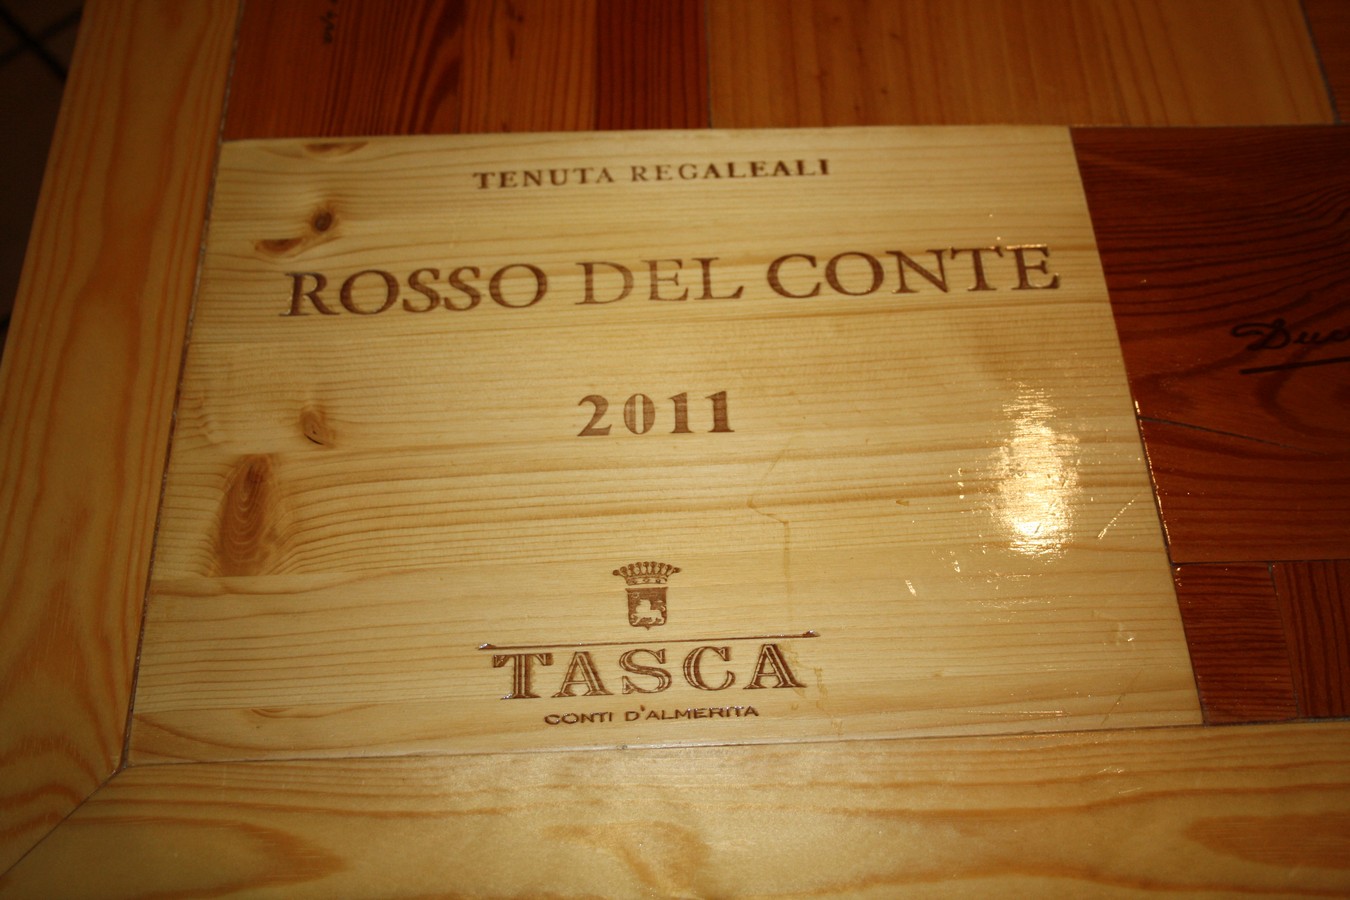 TENUTA REGALEALI
ROSSO DEL CONTE
2011
TASCA
CONTI D'ALMERITA